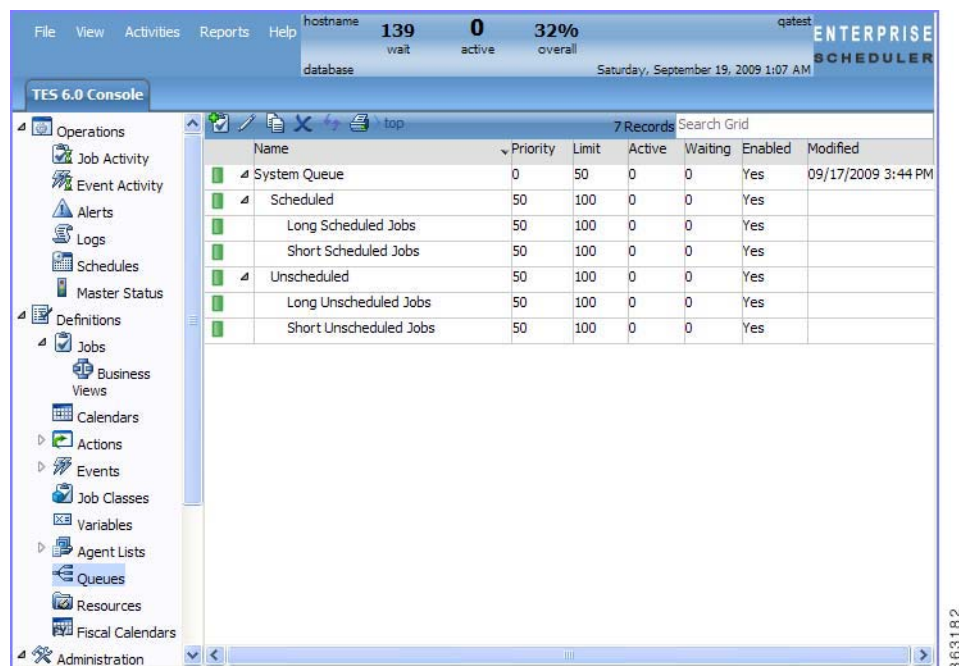 File View Activities Reports Help
hostname 139 0 32% qatest
wait active overall
database Saturday, September 19, 2009 1:07 AM
ENTERPRISE
SCHEDULER
TES 6.0 Console
Operations
Job Activity
Event Activity
Alerts
Logs
Schedules
Master Status
Definitions
Jobs
Business
Views
Calendars
Actions
Events
Job Classes
Variables
Agent Lists
Queues
Resources
Fiscal Calendars
Administration
top 7 Records Search Grid
Name Priority Limit Active Waiting Enabled Modified
System Queue 0 50 0 0 Yes 09/17/2009 3:44 PM
Scheduled 50 100 0 0 Yes
Long Scheduled Jobs 50 100 0 0 Yes
Short Scheduled Jobs 50 100 0 0 Yes
Unscheduled 50 100 0 0 Yes
Long Unscheduled Jobs 50 100 0 0 Yes
Short Unscheduled Jobs 50 100 0 0 Yes
363182